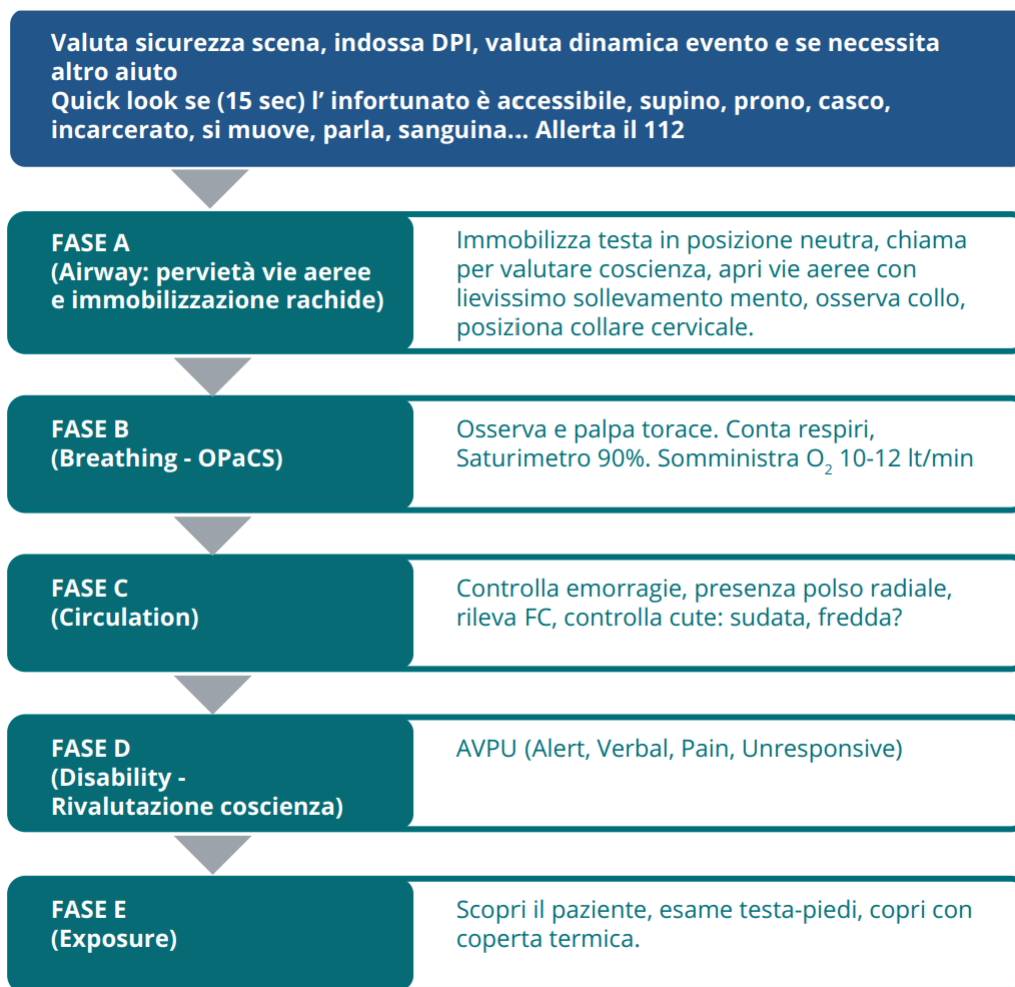 Valuta sicurezza scena, indossa DPI, valuta dinamica evento e se necessita
altro aiuto
Quick look se (15 sec) l’ infortunato è accessibile, supino, prono, casco,
incarcerato, si muove, parla, sanguina... Allerta il 112
FASE A
(Airway: pervietà vie aeree
e immobilizzazione rachide)
Immobilizza testa in posizione neutra, chiama
per valutare coscienza, apri vie aeree con
lievissimo sollevamento mento, osserva collo,
posiziona collare cervicale.
FASE B
(Breathing - OPaCS)
Osserva e palpa torace. Conta respiri,
Saturimetro 90%. Somministra O₂ 10-12 lt/min
FASE C
(Circulation)
Controlla emorragie, presenza polso radiale,
rileva FC, controlla cute: sudata, fredda?
FASE D
(Disability -
Rivalutazione coscienza)
AVPU (Alert, Verbal, Pain, Unresponsive)
FASE E
(Exposure)
Scopri il paziente, esame testa-piedi, copri con
coperta termica.